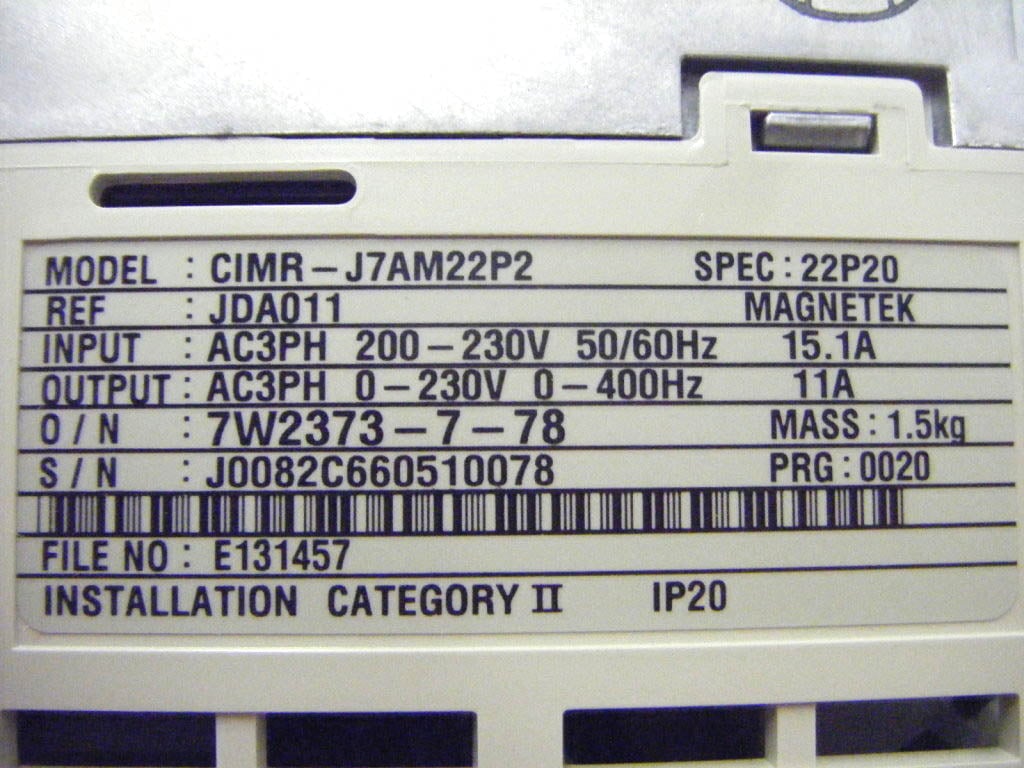 MODEL : CIMR-J7AM22P2 SPEC : 22P20
REF : JDA011 MAGNETEK
INPUT : AC3PH 200-230V 50/60Hz 15.1A
OUTPUT : AC3PH 0-230V 0-400Hz 11A
O/N : 7W2373-7-78 MASS : 1.5kg
S/N : J0082C660510078 PRG : 0020
FILE NO : E131457
INSTALLATION CATEGORY II IP20